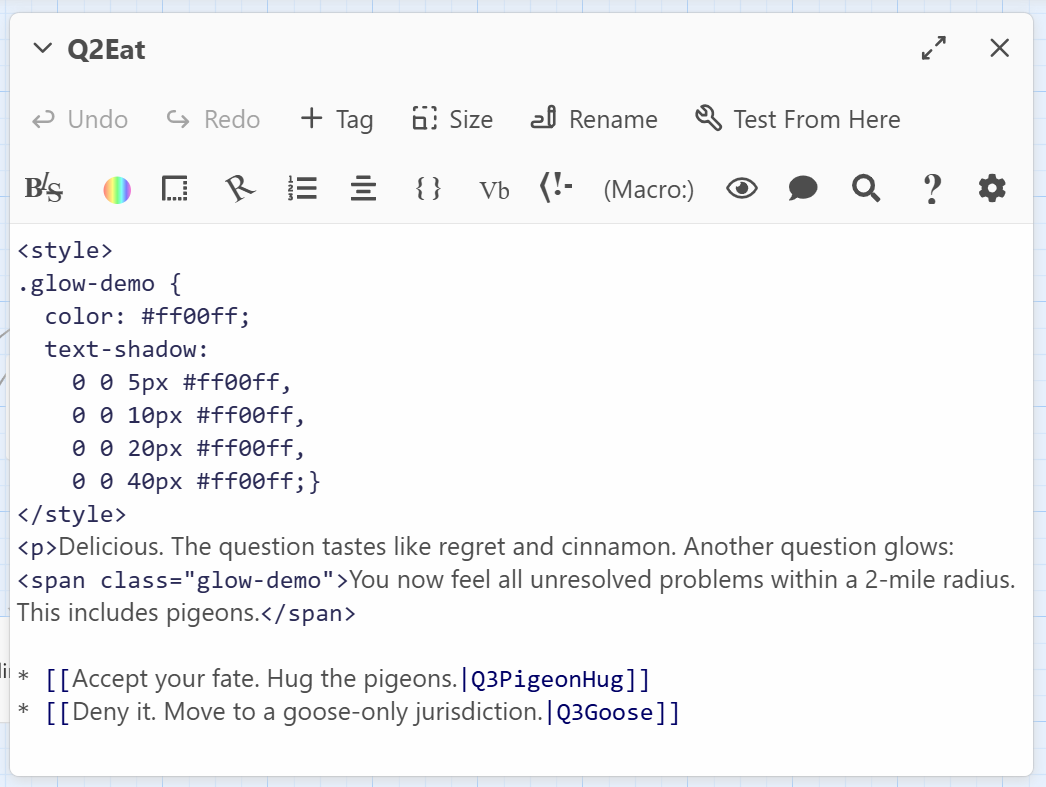 Q2Eat
Undo Redo + Tag Size Rename Test From Here
BIS Vb (!- (Macro:) ?
<style>
.glow-demo {
  color: #ff00ff;
  text-shadow:
    0 0 5px #ff00ff,
    0 0 10px #ff00ff,
    0 0 20px #ff00ff,
    0 0 40px #ff00ff;}
</style>
<p>Delicious. The question tastes like regret and cinnamon. Another question glows:
<span class="glow-demo">You now feel all unresolved problems within a 2-mile radius.
This includes pigeons.</span>
* [[Accept your fate. Hug the pigeons.|Q3PigeonHug]]
* [[Deny it. Move to a goose-only jurisdiction.|Q3Goose]]